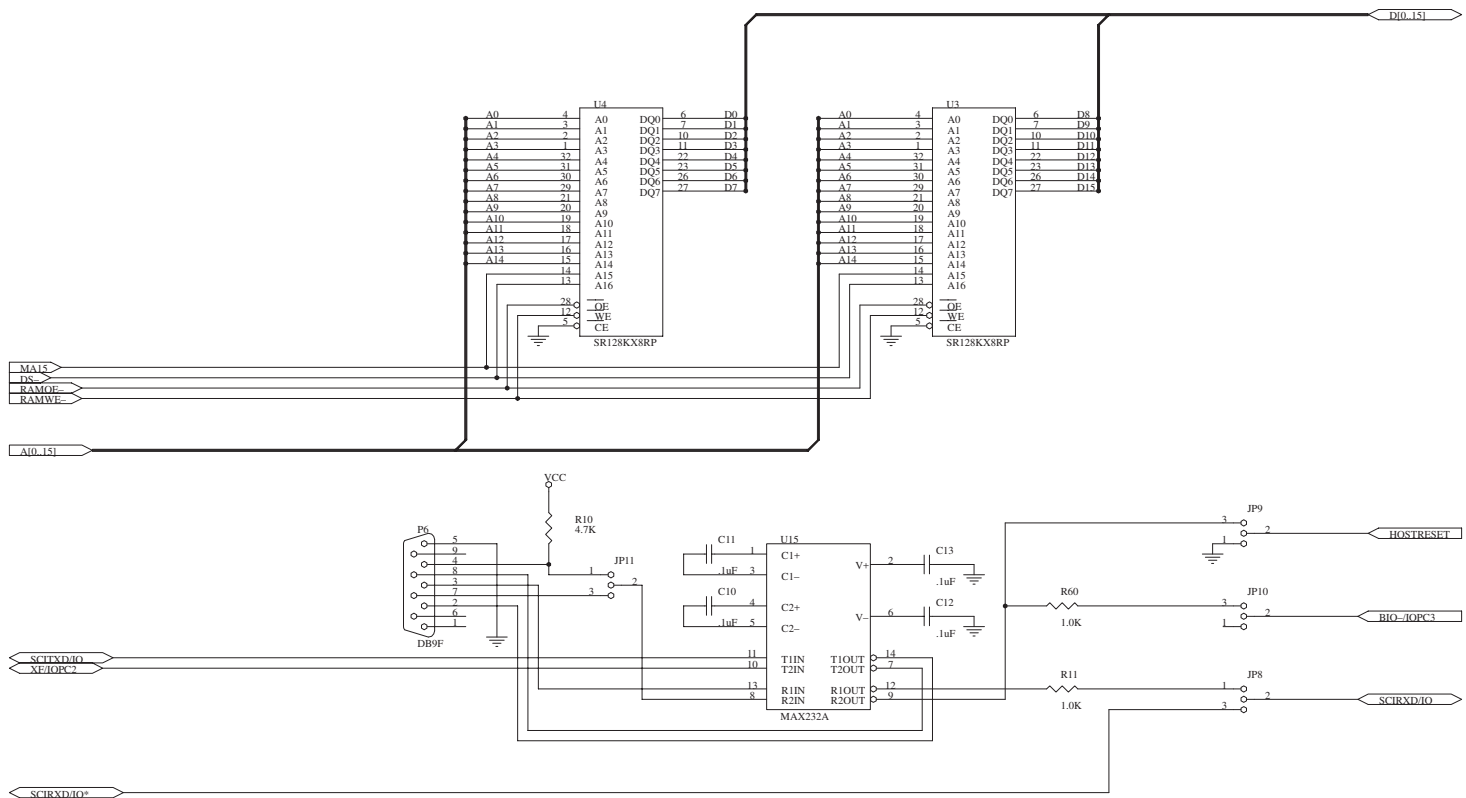 D[0..15]
U4
U3
A0 4 A0 DQ0 6 D0
A1 3 A1 DQ1 7 D1
A2 2 A2 DQ2 10 D2
A3 1 A3 DQ3 11 D3
A4 32 A4 DQ4 22 D4
A5 31 A5 DQ5 23 D5
A6 30 A6 DQ6 26 D6
A7 29 A7 DQ7 27 D7
A8 21 A8
A9 20 A9
A10 19 A10
A11 18 A11
A12 17 A12
A13 16 A13
A14 15 A14
14 A15
13 A16
28 OE
12 WE
5 CE
SR128KX8RP
A0 4 A0 DQ0 6 D8
A1 3 A1 DQ1 7 D9
A2 2 A2 DQ2 10 D10
A3 1 A3 DQ3 11 D11
A4 32 A4 DQ4 22 D12
A5 31 A5 DQ5 23 D13
A6 30 A6 DQ6 26 D14
A7 29 A7 DQ7 27 D15
A8 21 A8
A9 20 A9
A10 19 A10
A11 18 A11
A12 17 A12
A13 16 A13
A14 15 A14
14 A15
13 A16
28 OE
12 WE
5 CE
SR128KX8RP
MA15
DS–
RAMOE–
RAMWE–
A[0..15]
VCC
R10
4.7K
P6
5
9
4
8
3
7
2
6
1
DB9F
JP11
1
2
3
C11
.1uF
C10
.1uF
U15
1 C1+
3 C1–
4 C2+
5 C2–
V+ 2
V– 6
11 T1IN T1OUT 14
10 T2IN T2OUT 7
13 R1IN R1OUT 12
8 R2IN R2OUT 9
MAX232A
C13
.1uF
C12
.1uF
JP9
3
2
1
HOSTRESET
R60
1.0K
JP10
3
2
1
BIO–/IOPC3
R11
1.0K
JP8
1
2
3
SCIRXD/IO
SCITXD/IO
XF/IOPC2
SCIRXD/IO*